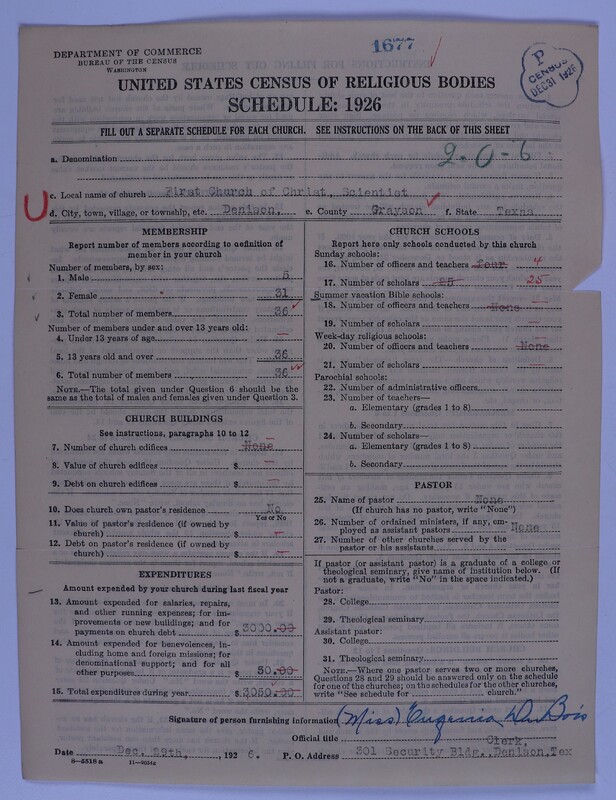 1677
DEPARTMENT OF COMMERCE
BUREAU OF THE CENSUS
WASHINGTON
P
CENSUS
DEC 31 1926
UNITED STATES CENSUS OF RELIGIOUS BODIES
SCHEDULE: 1926
FILL OUT A SEPARATE SCHEDULE FOR EACH CHURCH. SEE INSTRUCTIONS ON THE BACK OF THIS SHEET
a. Denomination 2-0-6
U
c. Local name of church First Church of Christ, Scientist
d. City, town, village, or township, etc. Denison, e. County Grayson f. State Texas
MEMBERSHIP
Report number of members according to definition of
member in your church
Number of members, by sex:
1. Male 5
2. Female 31
3. Total number of members 36
Number of members under and over 13 years old:
4. Under 13 years of age —
5. 13 years old and over 36
6. Total number of members 36
NOTE.—The total given under Question 6 should be
the same as the total of males and females given under Question 3.
CHURCH BUILDINGS
See instructions, paragraphs 10 to 12
7. Number of church edifices None
8. Value of church edifices $ —
9. Debt on church edifices $ —
10. Does church own pastor's residence? No
Yes or No
11. Value of pastor's residence (if owned by
church) $ —
12. Debt on pastor's residence (if owned by
church) $ —
EXPENDITURES
Amount expended by your church during last fiscal year
13. Amount expended for salaries, repairs,
and other running expenses; for im-
provements or new buildings; and for
payments on church debt $ 3000.00
14. Amount expended for benevolences, in-
cluding home and foreign missions; for
denominational support; and for all
other purposes $ 50.00
15. Total expenditures during year $ 3050.00
CHURCH SCHOOLS
Report here only schools conducted by this church
Sunday schools:
16. Number of officers and teachers four 4
17. Number of scholars 25 25
Summer vacation Bible schools:
18. Number of officers and teachers None
19. Number of scholars —
Week-day religious schools:
20. Number of officers and teachers None
21. Number of scholars —
Parochial schools:
22. Number of administrative officers
23. Number of teachers—
a. Elementary (grades 1 to 8)
b. Secondary
24. Number of scholars—
a. Elementary (grades 1 to 8)
b. Secondary
PASTOR
25. Name of pastor None
(If church has no pastor, write "None")
26. Number of ordained ministers, if any, em-
ployed as assistant pastors None
27. Number of other churches served by the
pastor or his assistants
If pastor (or assistant pastor) is a graduate of a college or
theological seminary, give name of institution below. (If
not a graduate, write "No" in the space indicated.)
Pastor:
28. College
29. Theological seminary
Assistant pastor:
30. College
31. Theological seminary
NOTE.—Where one pastor serves two or more churches,
Questions 28 and 29 should be answered only on the schedule
for one of the churches; on the schedules for the other churches,
write "See schedule for church."
Signature of person furnishing information (Miss) Eugenia DuBois
Official title Clerk,
Date Dec. 29th, , 1926. P. O. Address 301 Security Bldg., Denison, Tex
8—5518 a